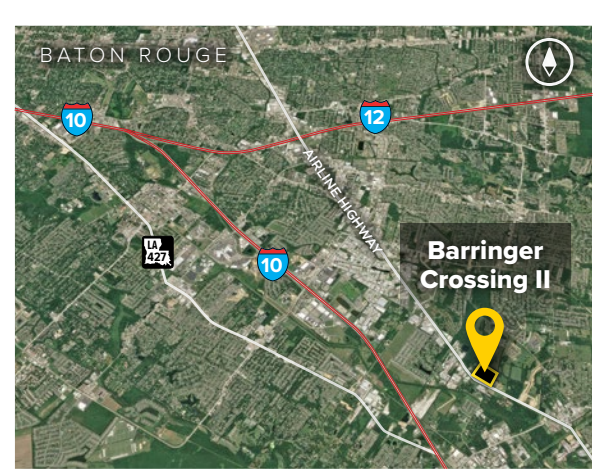 BATON ROUGE
10
12
AIRLINE HIGHWAY
LA
427
10
Barringer
Crossing II